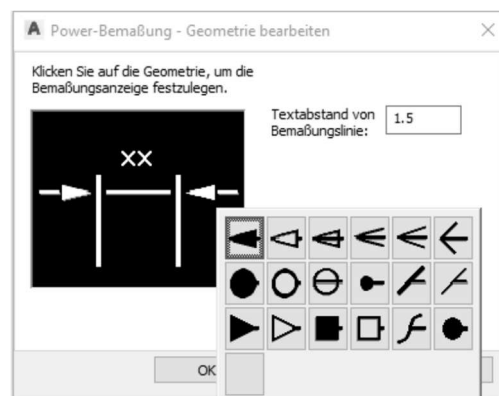 A Power-Bemaßung - Geometrie bearbeiten
Klicken Sie auf die Geometrie, um die
Bemaßungsanzeige festzulegen.
Textabstand von
Bemaßungslinie:
1.5
XX
OK